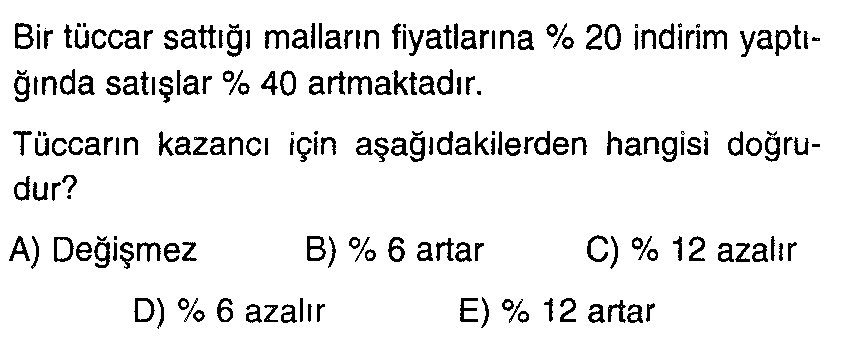 Bir tüccar sattığı malların fiyatlarına % 20 indirim yaptı-
ğında satışlar % 40 artmaktadır.
Tüccarın kazancı için aşağıdakilerden hangisi doğru-
dur?
A) Değişmez B) % 6 artar C) % 12 azalır
D) % 6 azalır E) % 12 artar